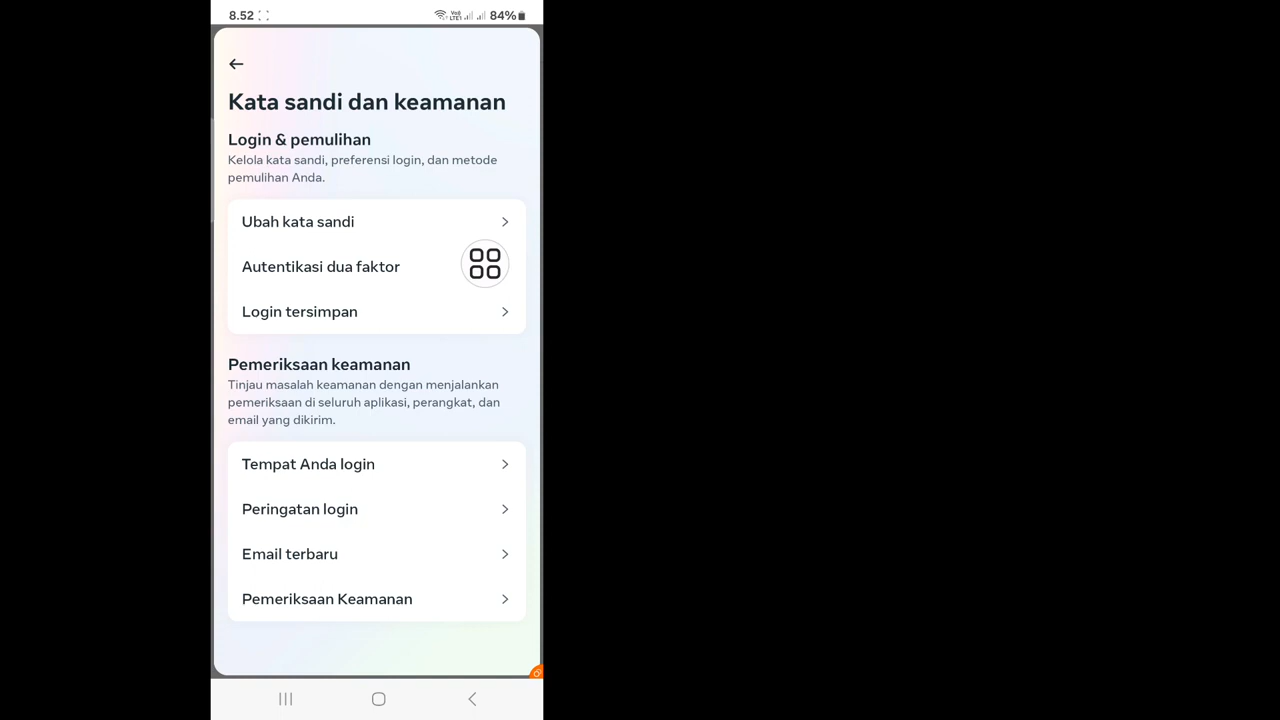 8.52
84%
Kata sandi dan keamanan
Login & pemulihan
Kelola kata sandi, preferensi login, dan metode
pemulihan Anda.
Ubah kata sandi
Autentikasi dua faktor
Login tersimpan
Pemeriksaan keamanan
Tinjau masalah keamanan dengan menjalankan
pemeriksaan di seluruh aplikasi, perangkat, dan
email yang dikirim.
Tempat Anda login
Peringatan login
Email terbaru
Pemeriksaan Keamanan